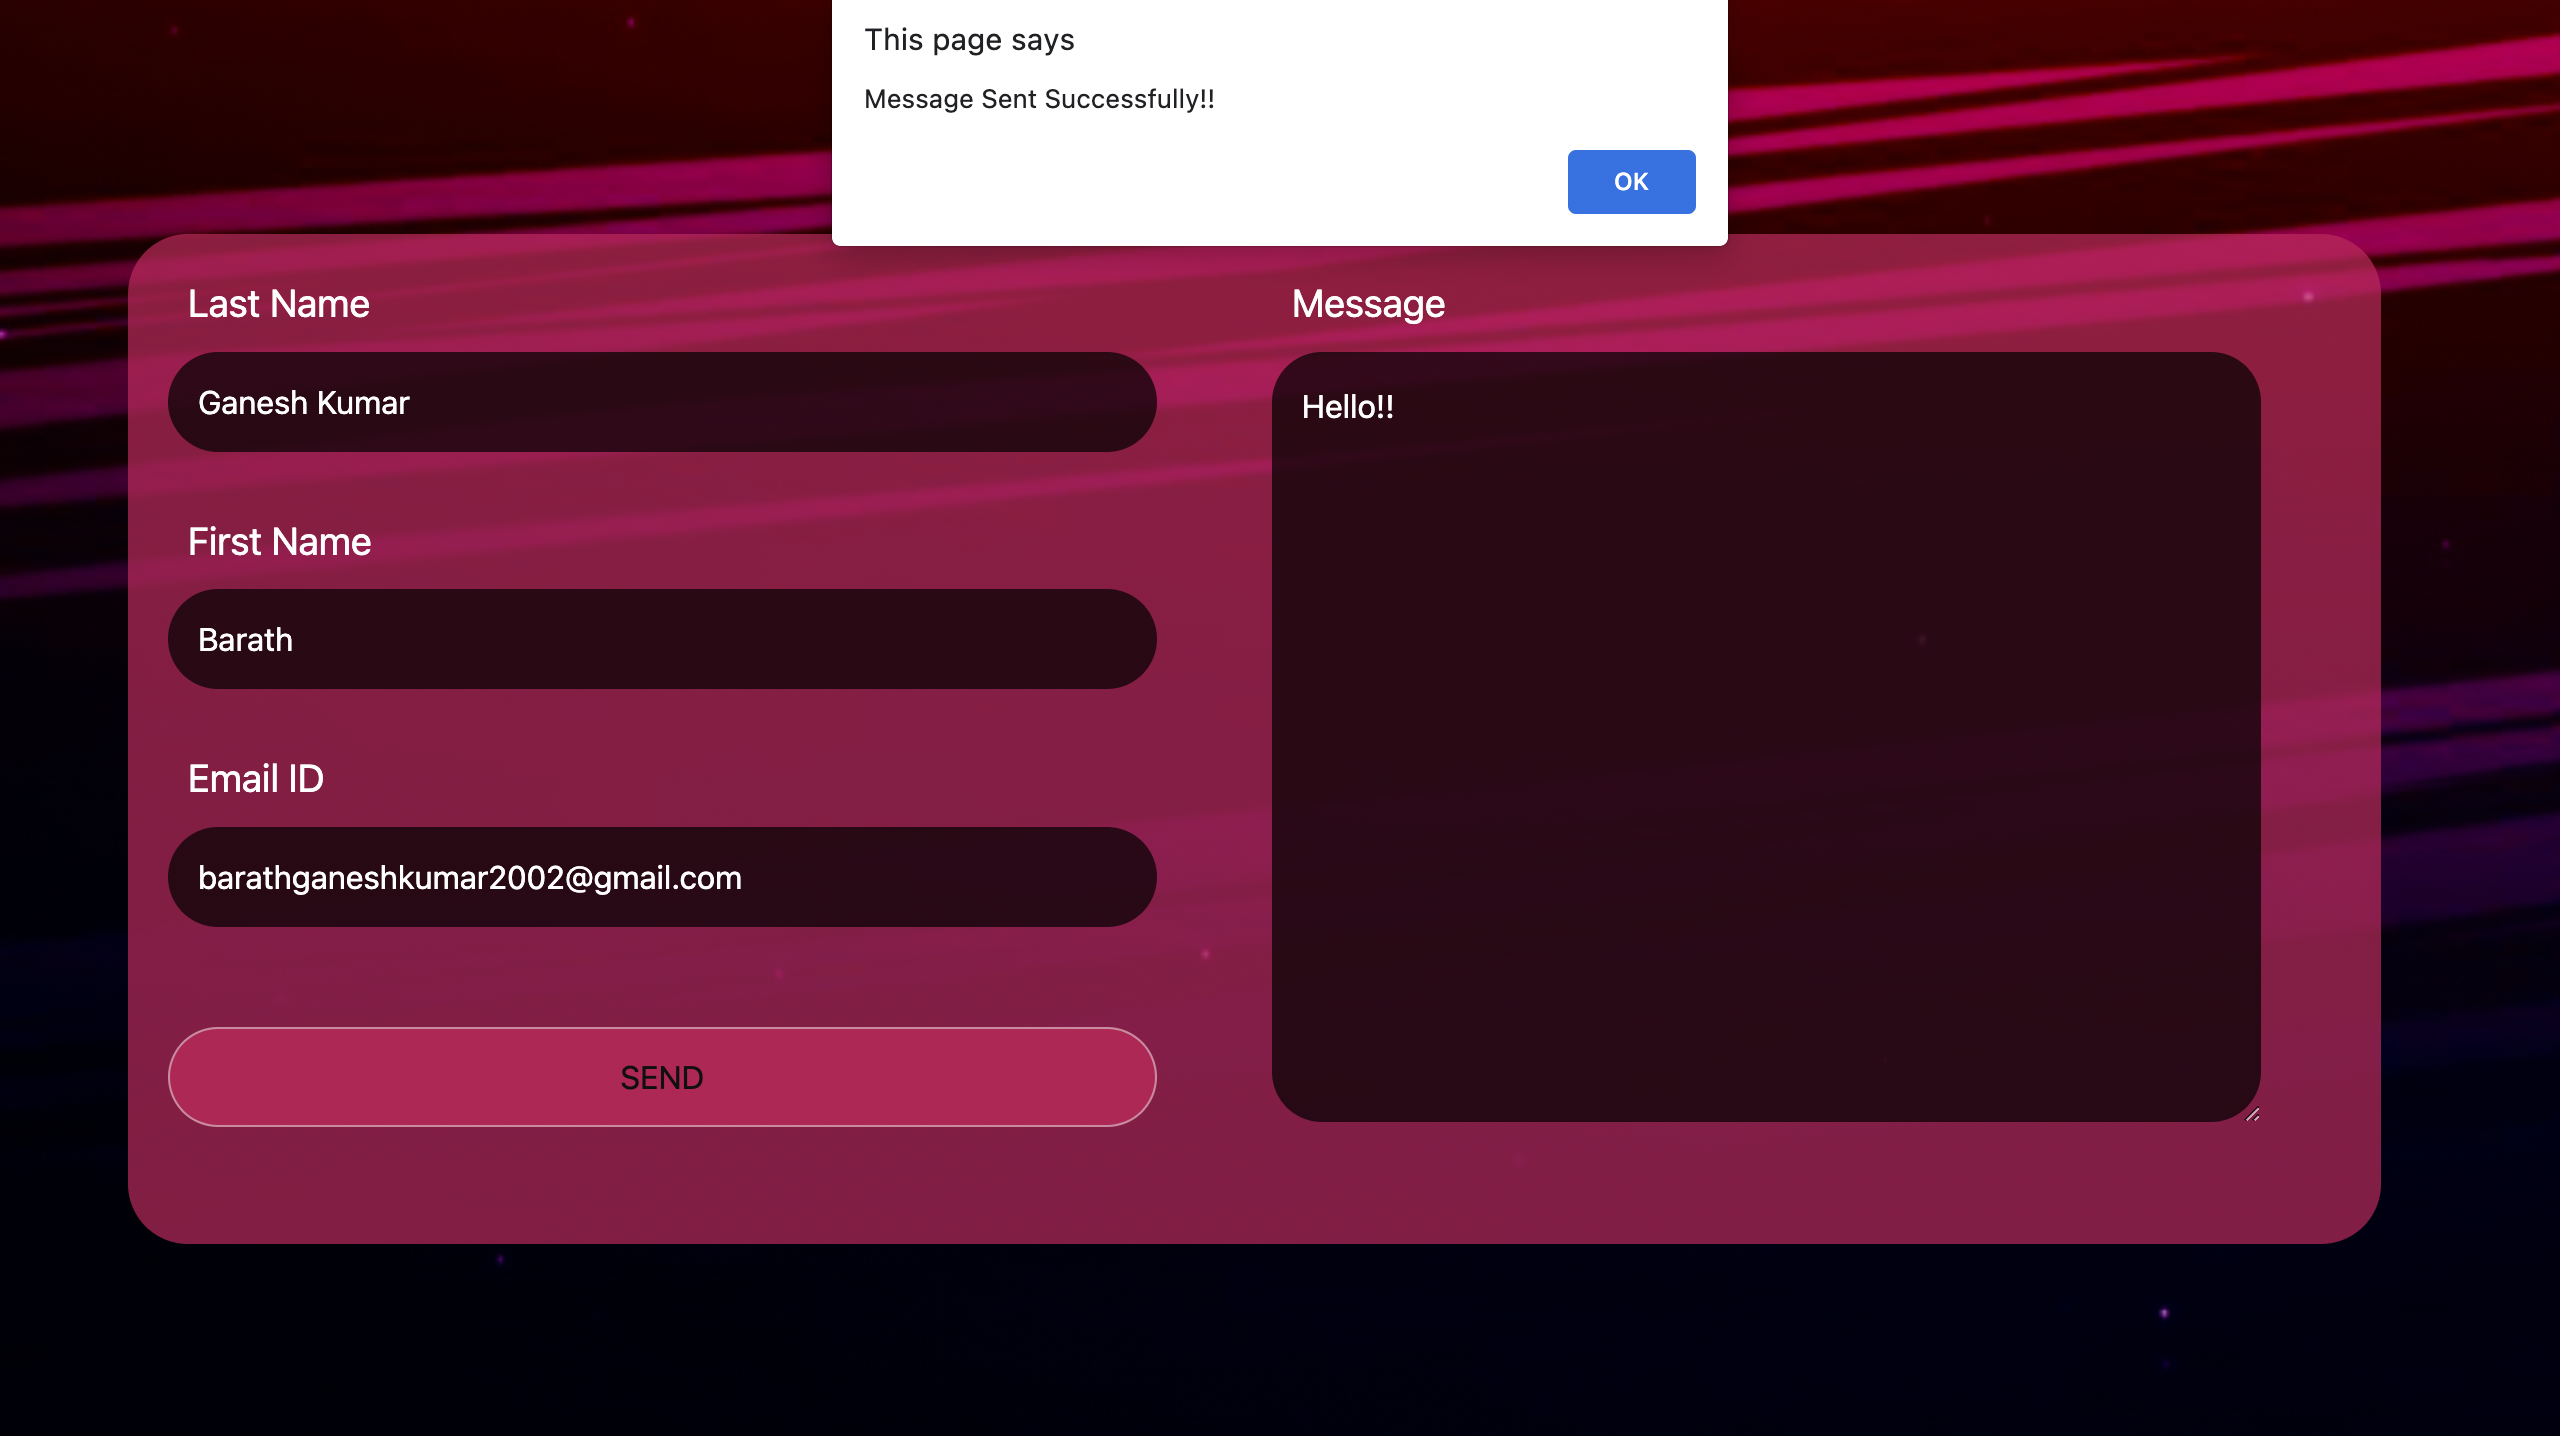 This page says
Message Sent Successfully!!
OK
Last Name
Ganesh Kumar
First Name
Barath
Email ID
barathganeshkumar2002@gmail.com
SEND
Message
Hello!!